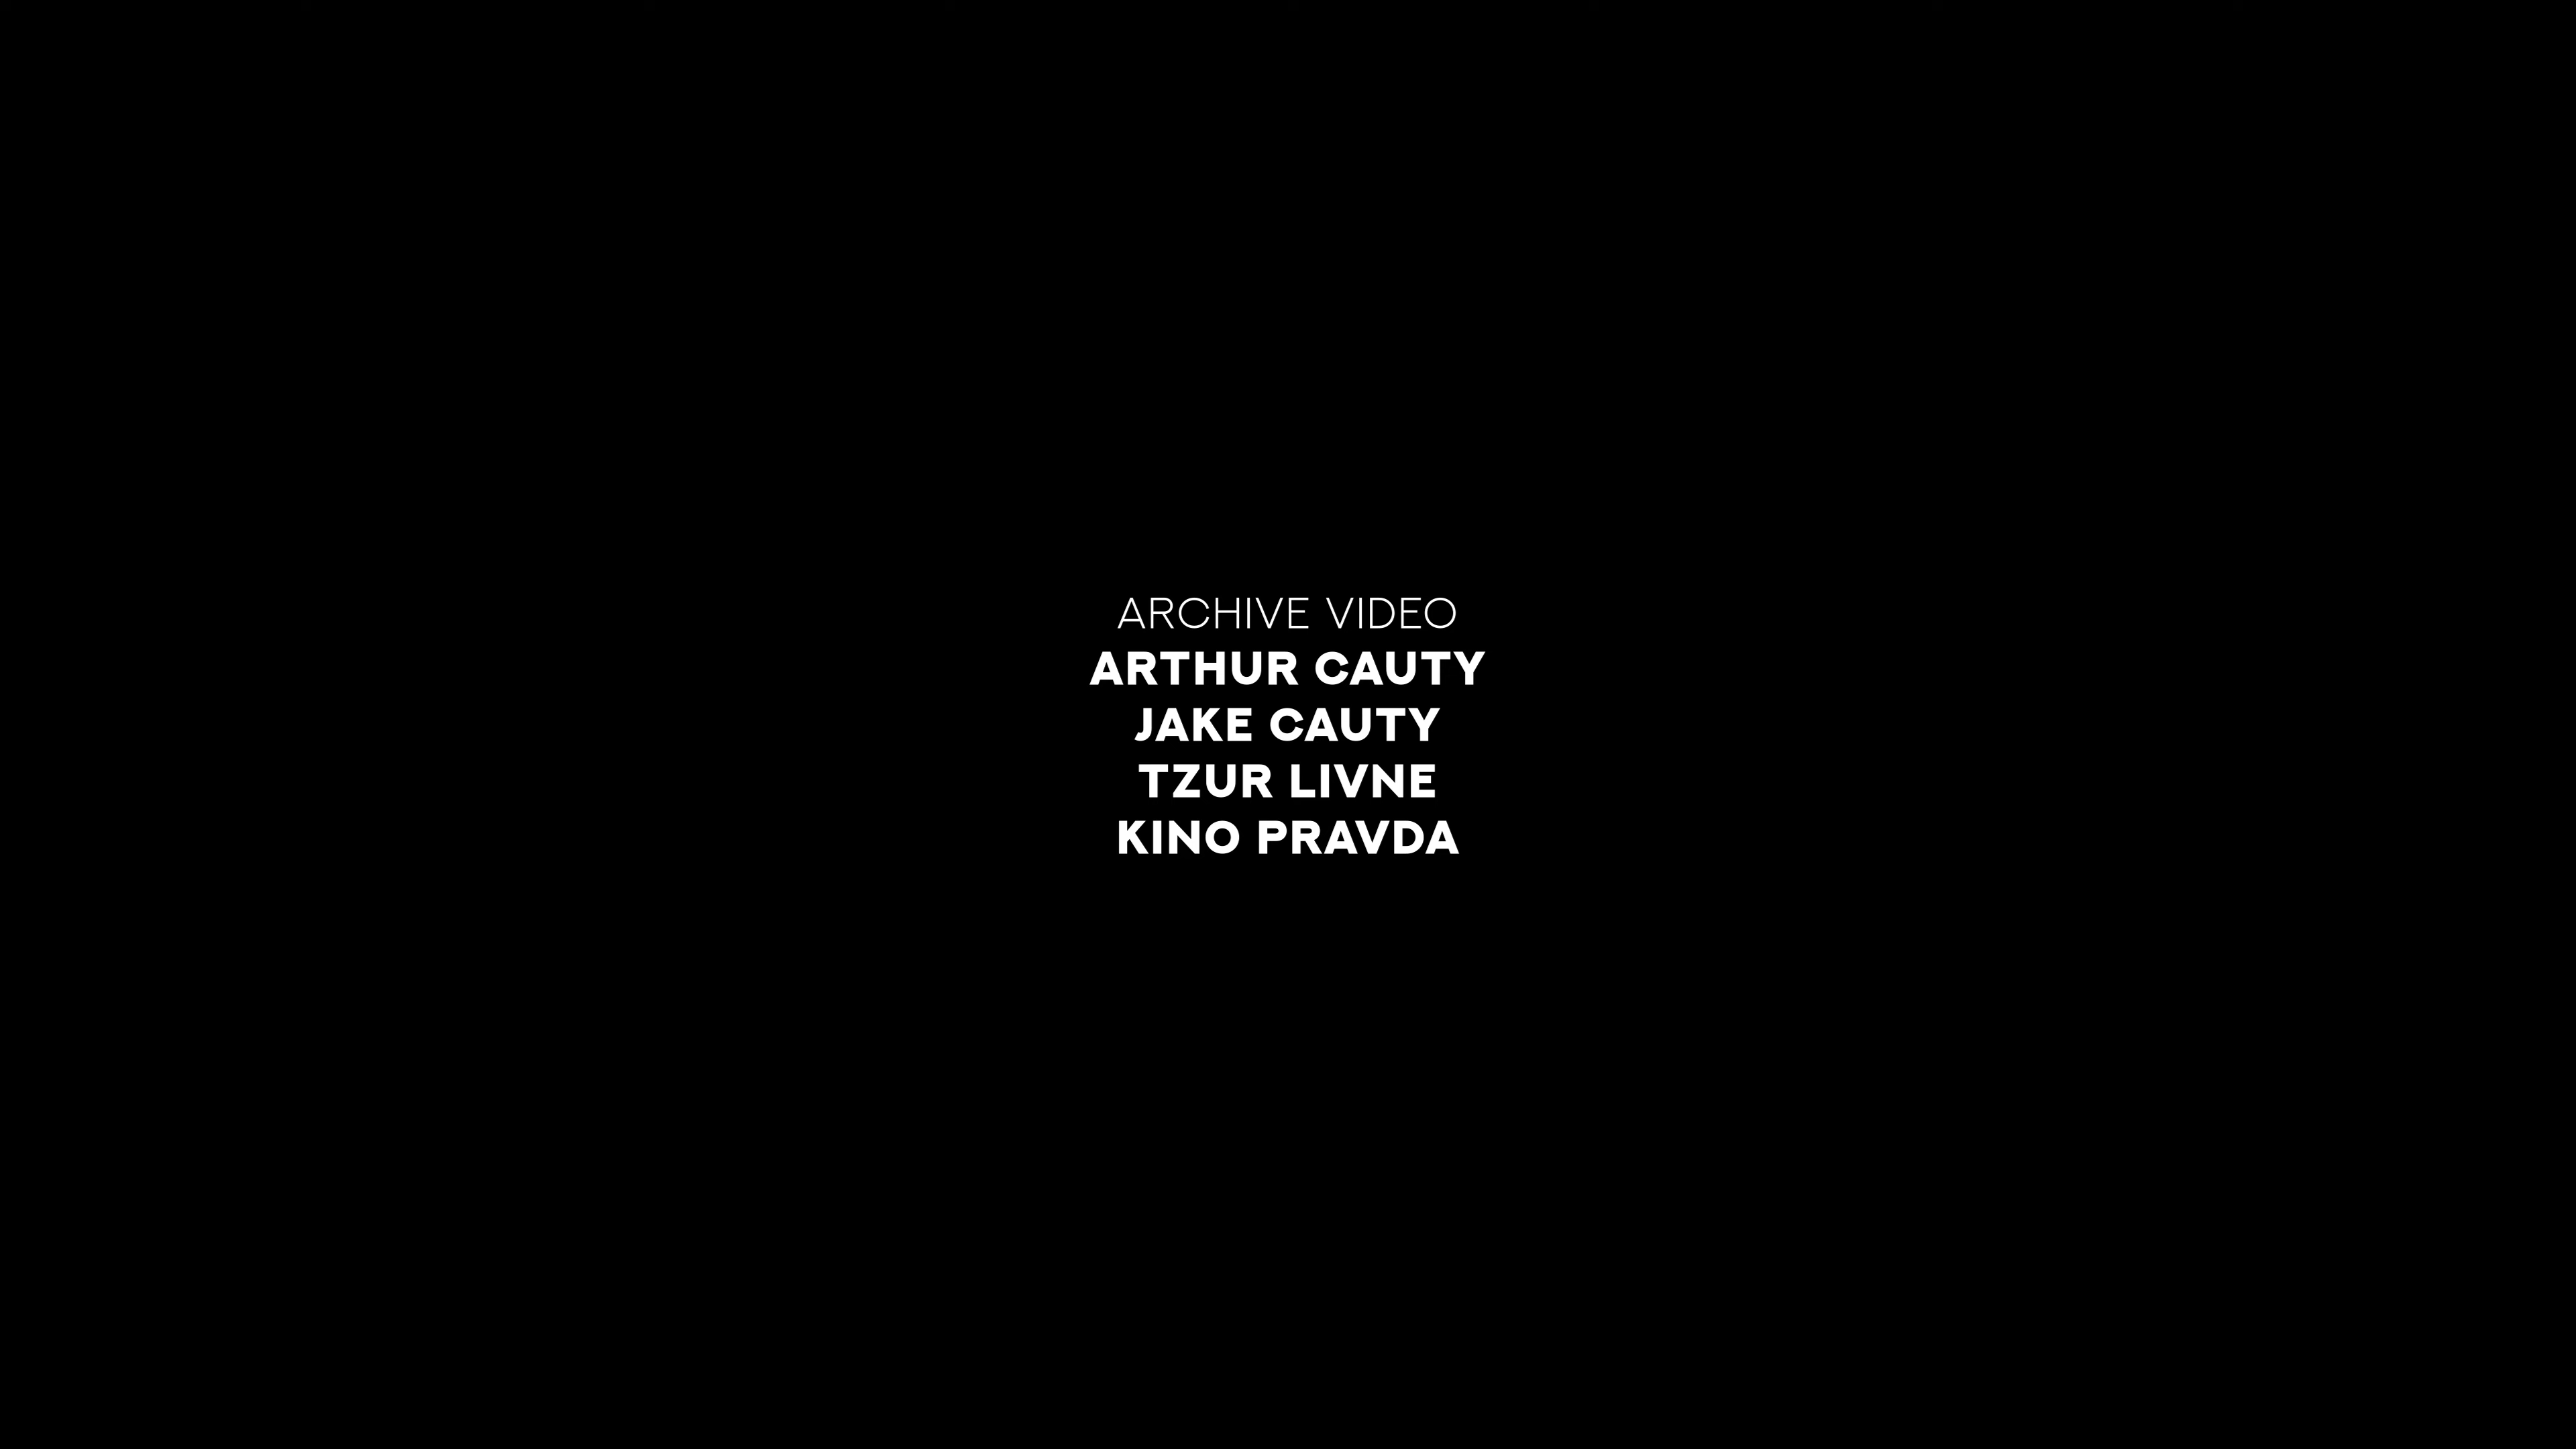 ARCHIVE VIDEO
ARTHUR CAUTY
JAKE CAUTY
TZUR LIVNE
KINO PRAVDA